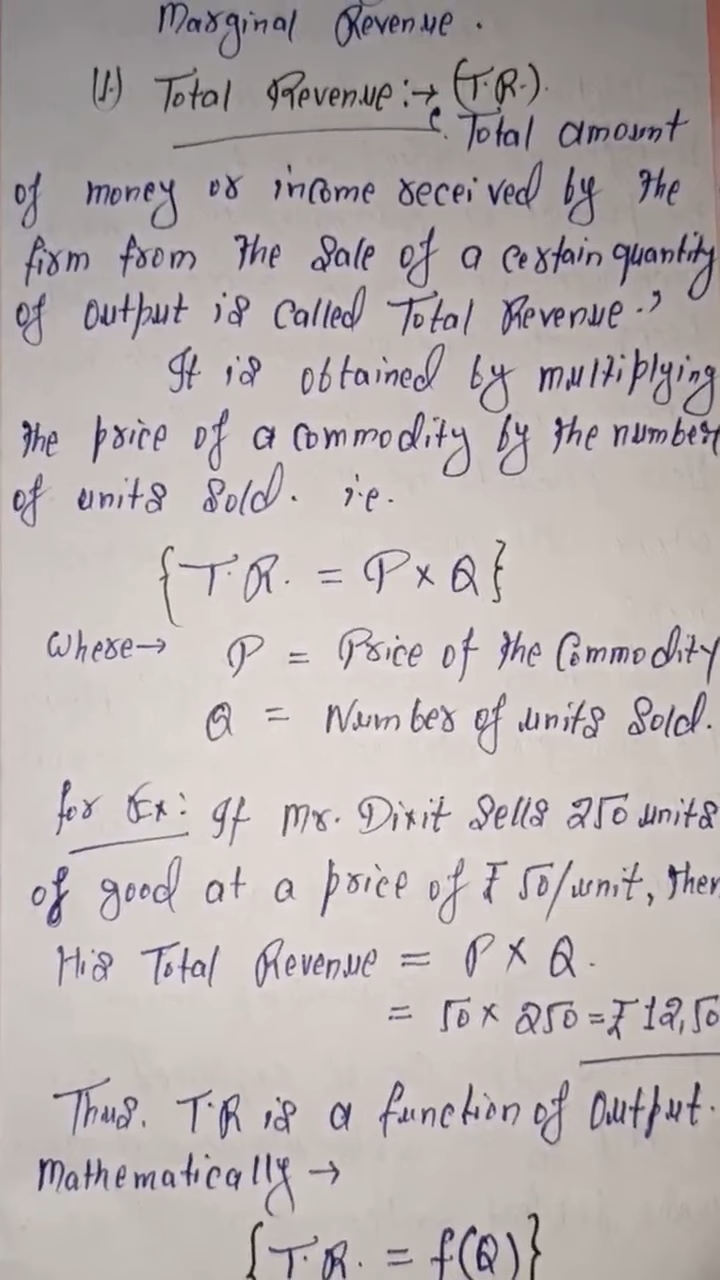 Marginal Revenue.
(1.) Total Revenue :→ (T.R.).
"Total amount
of money or income received by the
firm from the sale of a certain quantity
of output is called Total Revenue."
It is obtained by multiplying
the price of a commodity by the number
of units sold. i.e.
{T.R. = P × Q}
Where→ P = Price of the Commodity
Q = Number of units sold.
for Ex: If Mr. Dixit sells 250 units
of good at a price of ₹ 50/unit, then
His Total Revenue = P × Q.
= 50 × 250 = ₹ 12,50
Thus. T.R is a function of output.
Mathematically →
{T.R. = f(Q)}